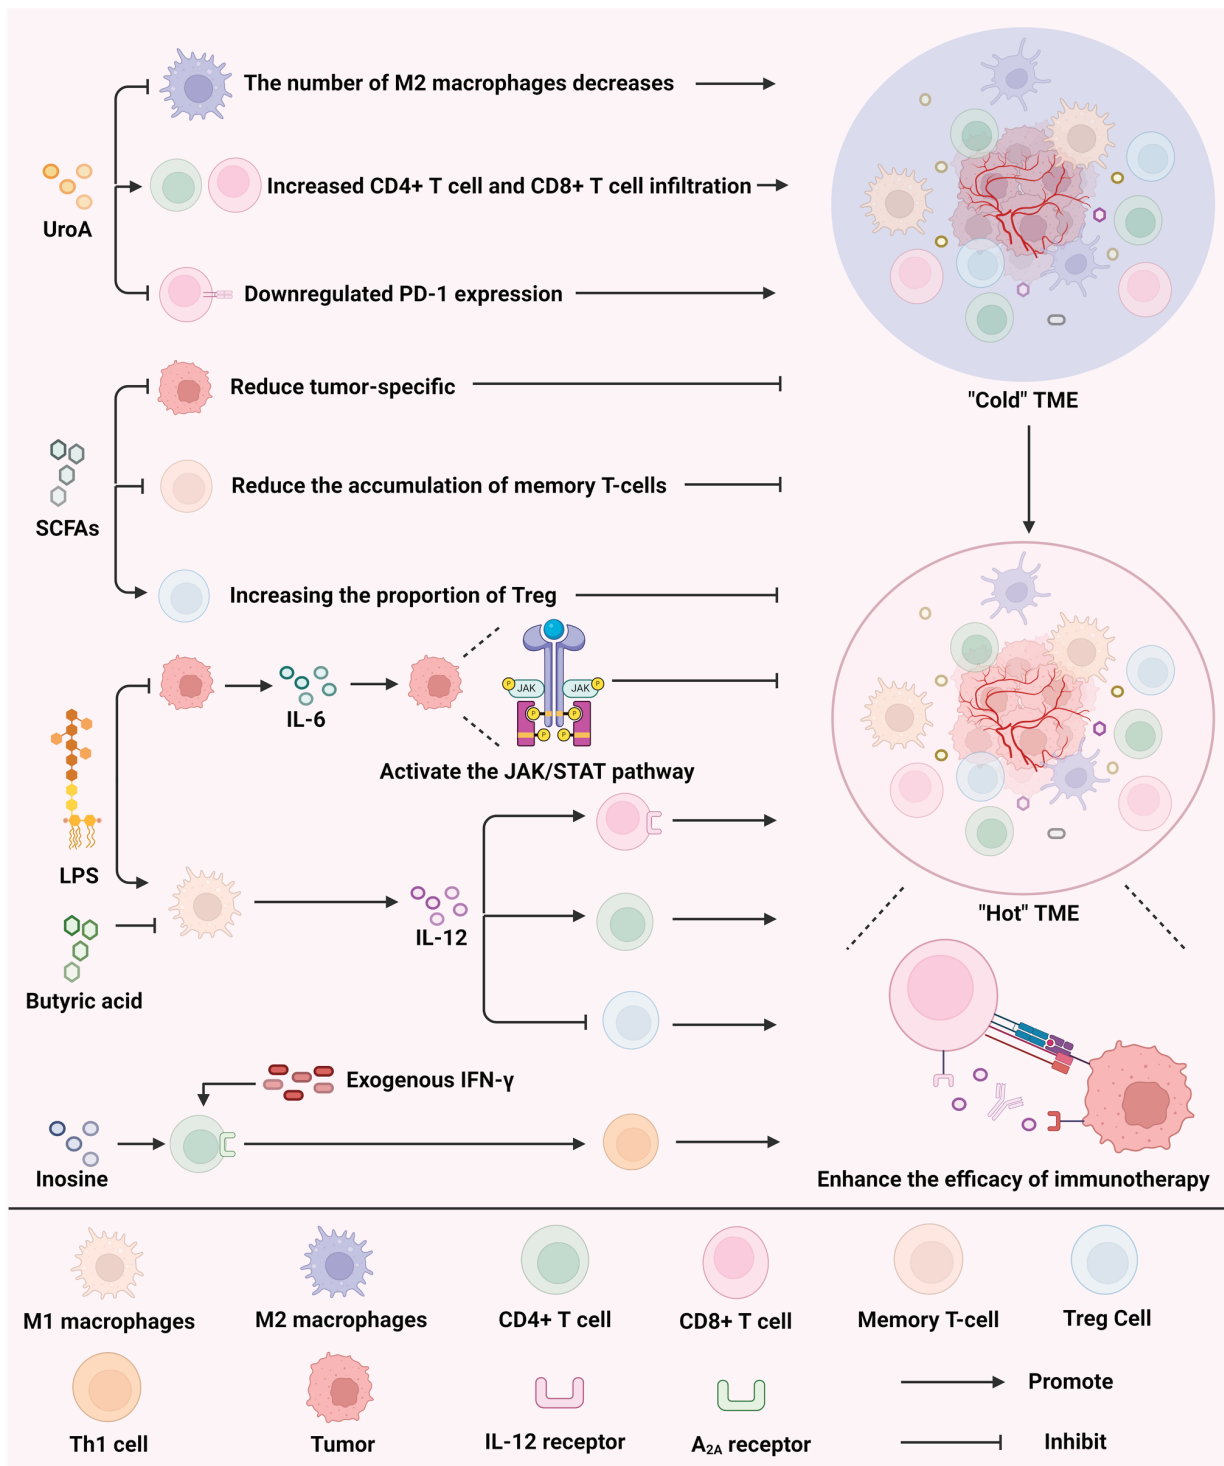 The number of M2 macrophages decreases
UroA
Increased CD4+ T cell and CD8+ T cell infiltration
Downregulated PD-1 expression
"Cold" TME
SCFAs
Reduce tumor-specific
Reduce the accumulation of memory T-cells
Increasing the proportion of Treg
LPS
IL-6
P
JAK
JAK
P
P
P
P
P
Activate the JAK/STAT pathway
Butyric acid
IL-12
"Hot" TME
Exogenous IFN-γ
Inosine
Enhance the efficacy of immunotherapy
M1 macrophages
M2 macrophages
CD4+ T cell
CD8+ T cell
Memory T-cell
Treg Cell
Th1 cell
Tumor
IL-12 receptor
A2A receptor
Promote
Inhibit